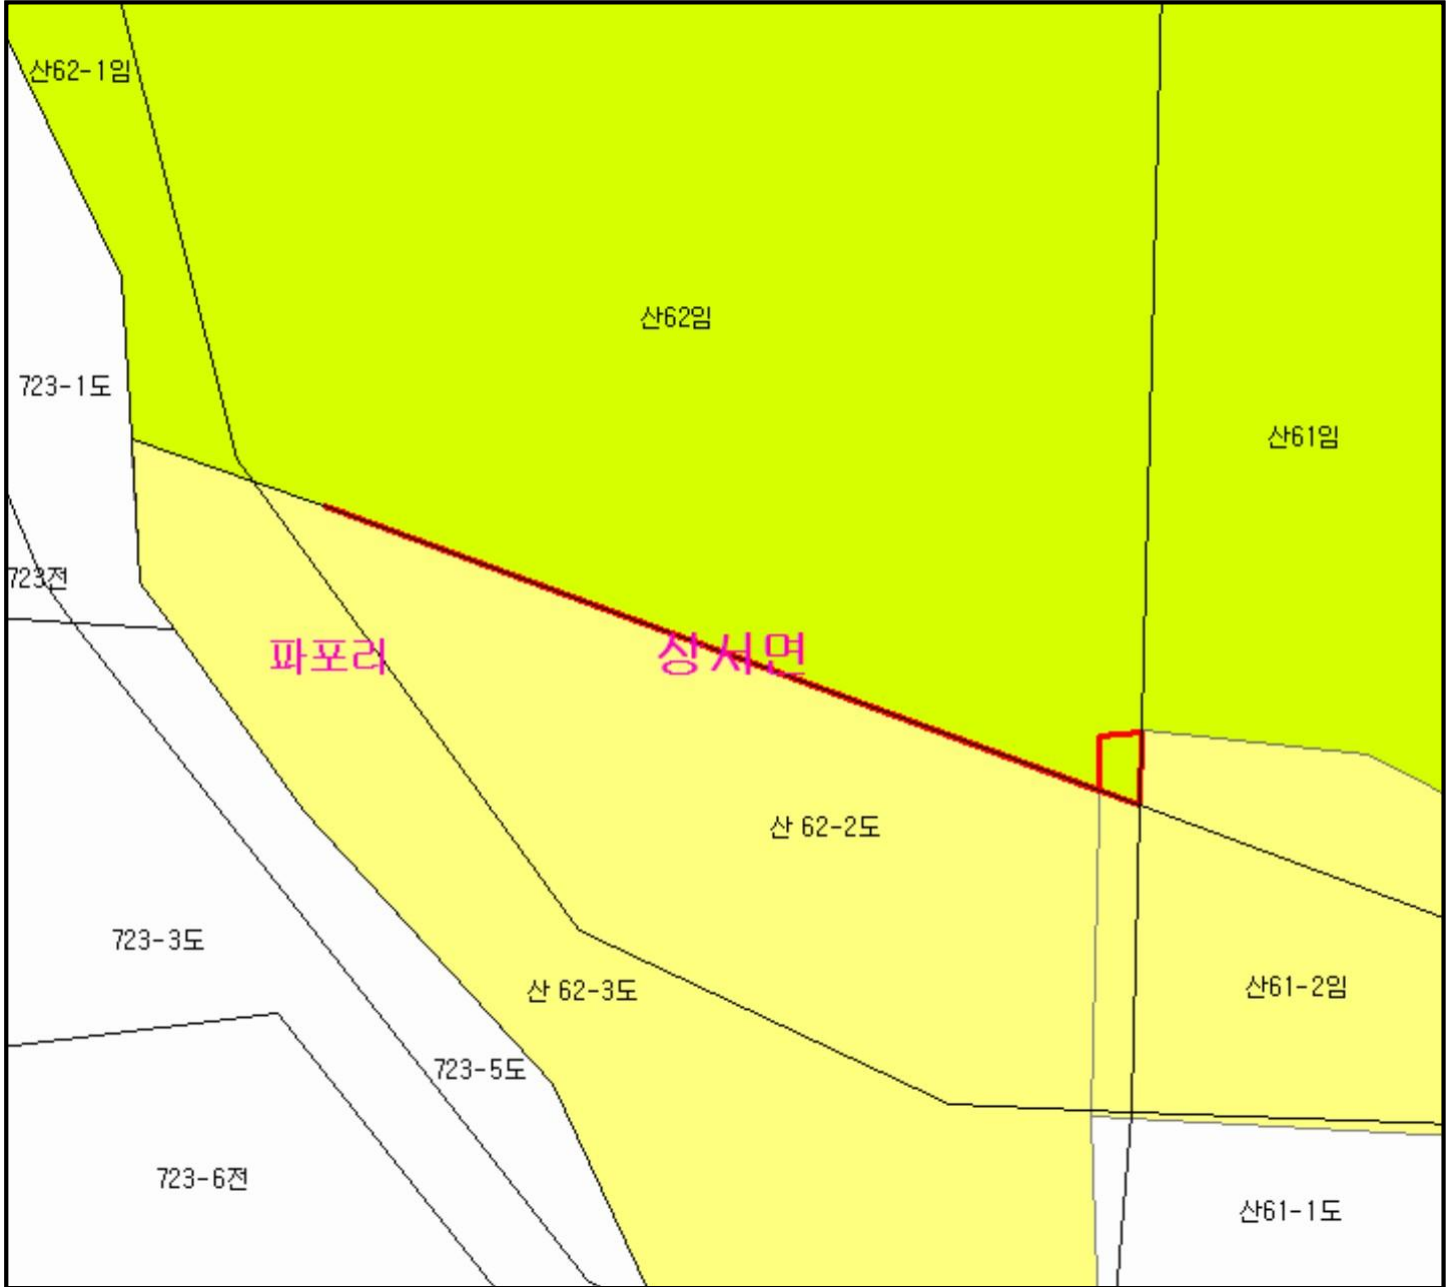 산62-1임
산62임
723-1도
산61임
723전
파포리
상서면
산 62-2도
723-3도
산 62-3도
산61-2임
723-5도
723-6전
산61-1도